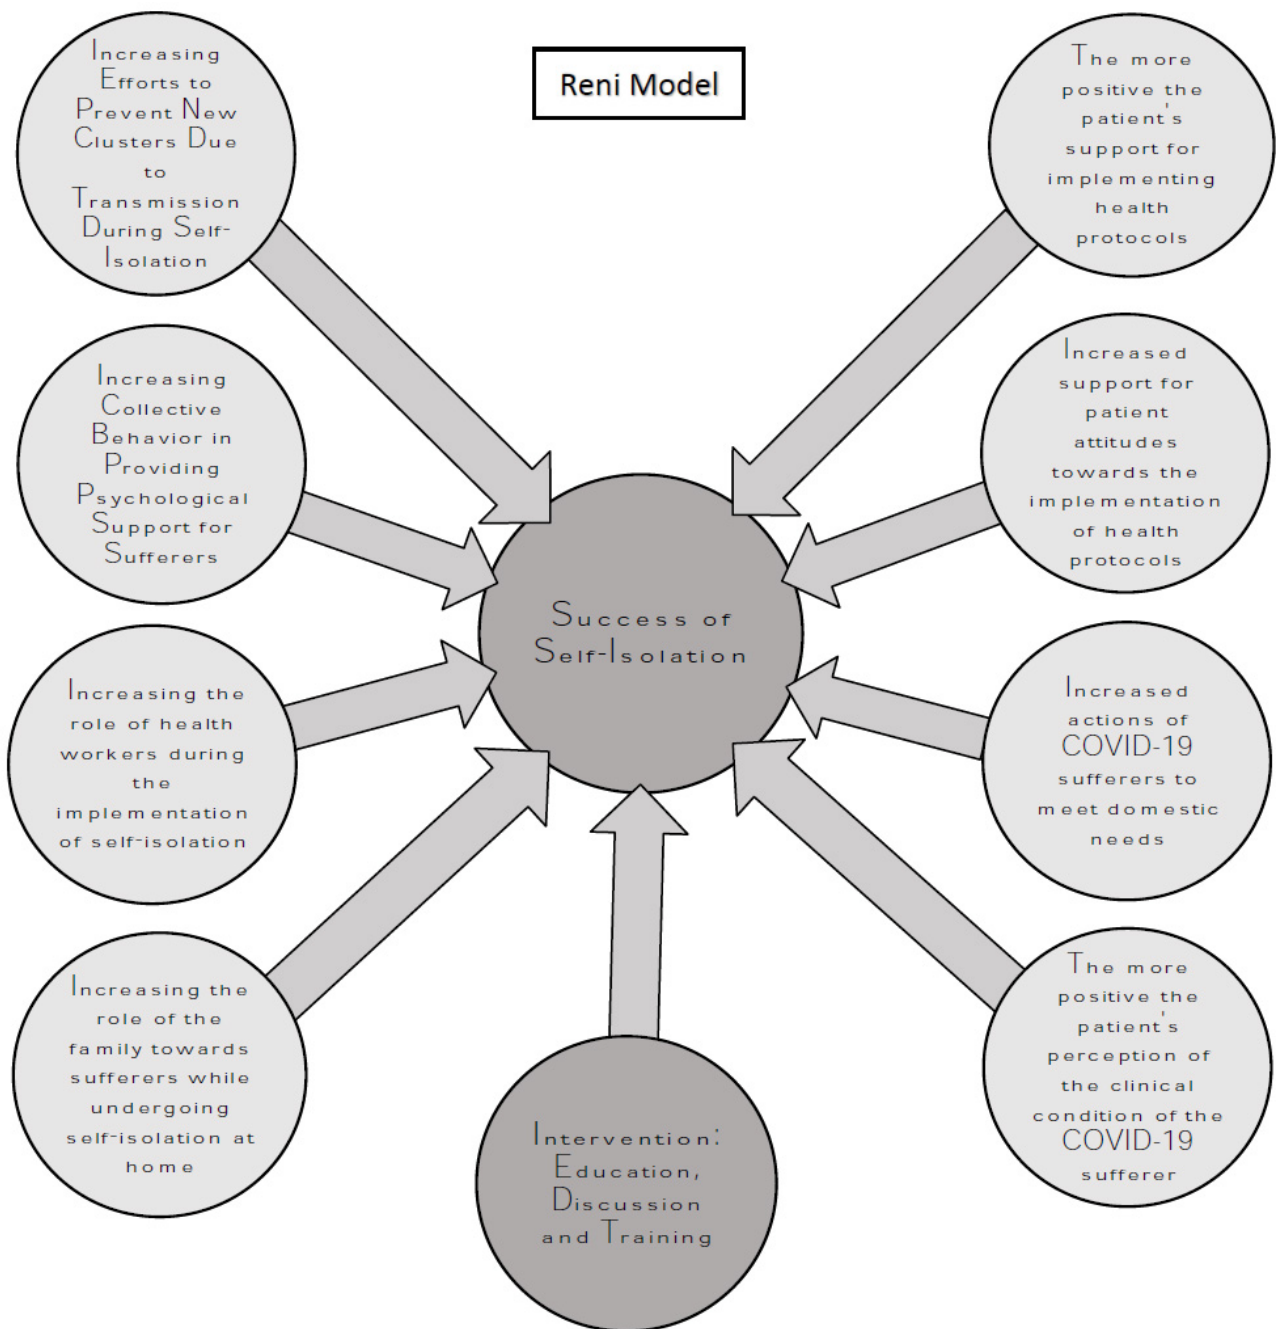 Reni Model
Increasing
Efforts to
Prevent New
Clusters Due
to
Transmission
During Self-
Isolation
Increasing
Collective
Behavior in
Providing
Psychological
Support for
Sufferers
Increasing the
role of health
workers during
the
implementation
of self-isolation
Increasing the
role of the
family towards
sufferers while
undergoing
self-isolation at
home
Success of
Self-Isolation
Intervention:
Education,
Discussion
and Training
The more
positive the
patient's
support for
implementing
health
protocols
Increased
support for
patient
attitudes
towards the
implementation
of health
protocols
Increased
actions of
COVID-19
sufferers to
meet domestic
needs
The more
positive the
patient's
perception of
the clinical
condition of the
COVID-19
sufferer